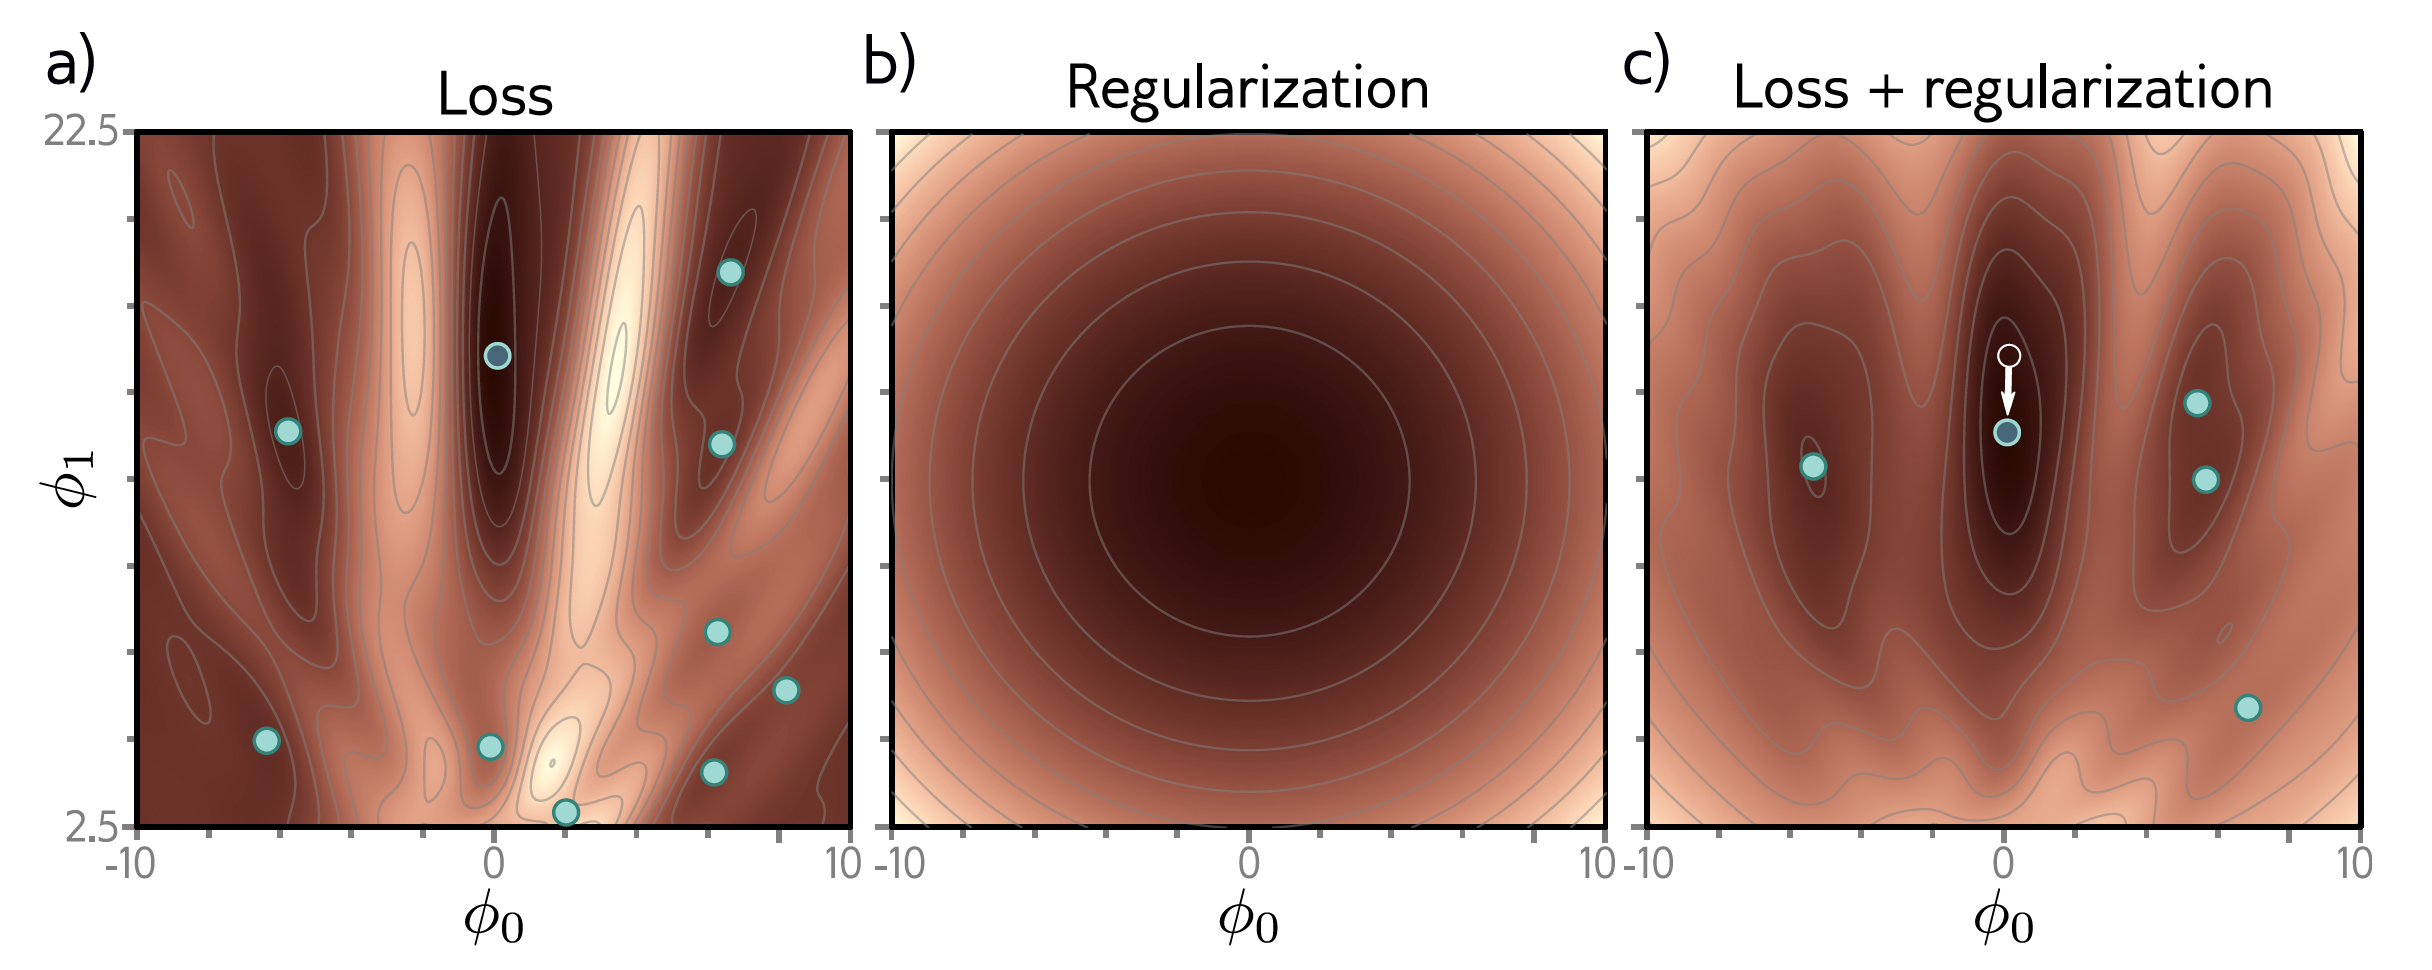 a)
Loss
b)
Regularization
c)
Loss + regularization
22.5
2.5
ϕ1
-10
0
10
ϕ0
-10
0
10
ϕ0
-10
0
10
ϕ0